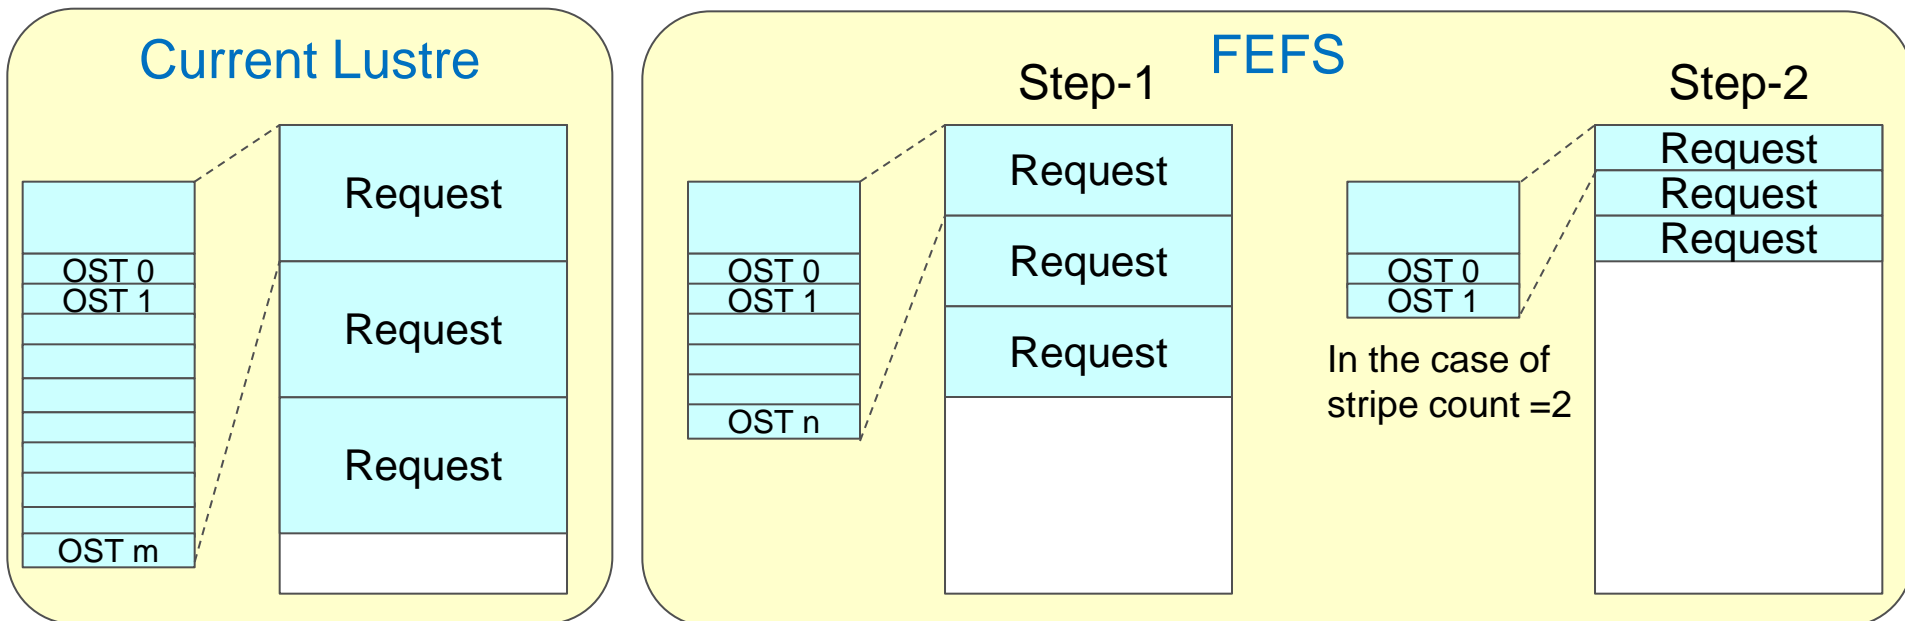 Current Lustre
Request
Request
Request
OST 0
OST 1
OST m
FEFS
Step-1
Request
Request
Request
OST 0
OST 1
OST n
Step-2
Request
Request
Request
OST 0
OST 1
In the case of
stripe count =2